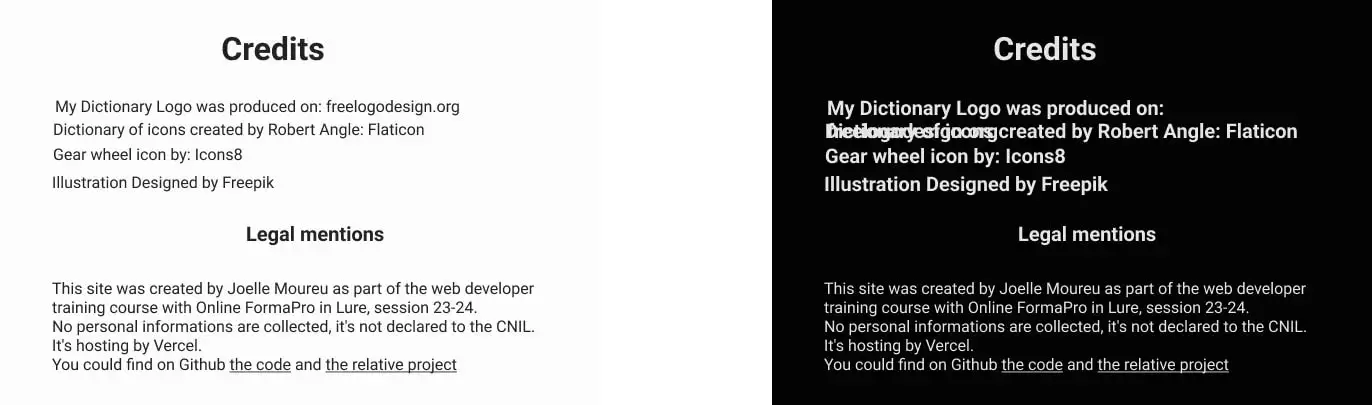 Credits
My Dictionary Logo was produced on: freelogodesign.org
Dictionary of icons created by Robert Angle: Flaticon
Gear wheel icon by: Icons8
Illustration Designed by Freepik
Legal mentions
This site was created by Joelle Moureu as part of the web developer
training course with Online FormaPro in Lure, session 23-24.
No personal informations are collected, it's not declared to the CNIL.
It's hosting by Vercel.
You could find on Github the code and the relative project
Credits
My Dictionary Logo was produced on:
freelogodesign.org
Dictionary of icons created by Robert Angle: Flaticon
Gear wheel icon by: Icons8
Illustration Designed by Freepik
Legal mentions
This site was created by Joelle Moureu as part of the web developer
training course with Online FormaPro in Lure, session 23-24.
No personal informations are collected, it's not declared to the CNIL.
It's hosting by Vercel.
You could find on Github the code and the relative project